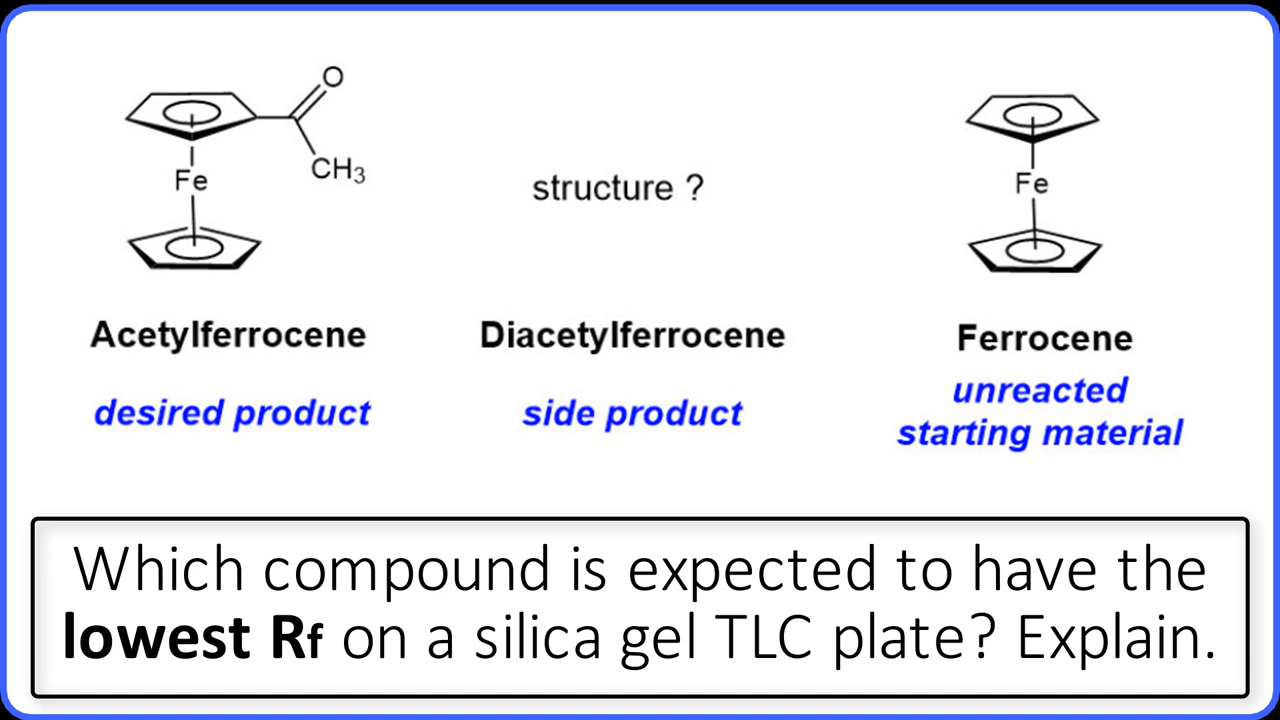 O
CH3
Fe
structure ?
Fe
Acetylferrocene
Diacetylferrocene
Ferrocene
desired product
side product
unreacted
starting material
Which compound is expected to have the
lowest Rf on a silica gel TLC plate? Explain.